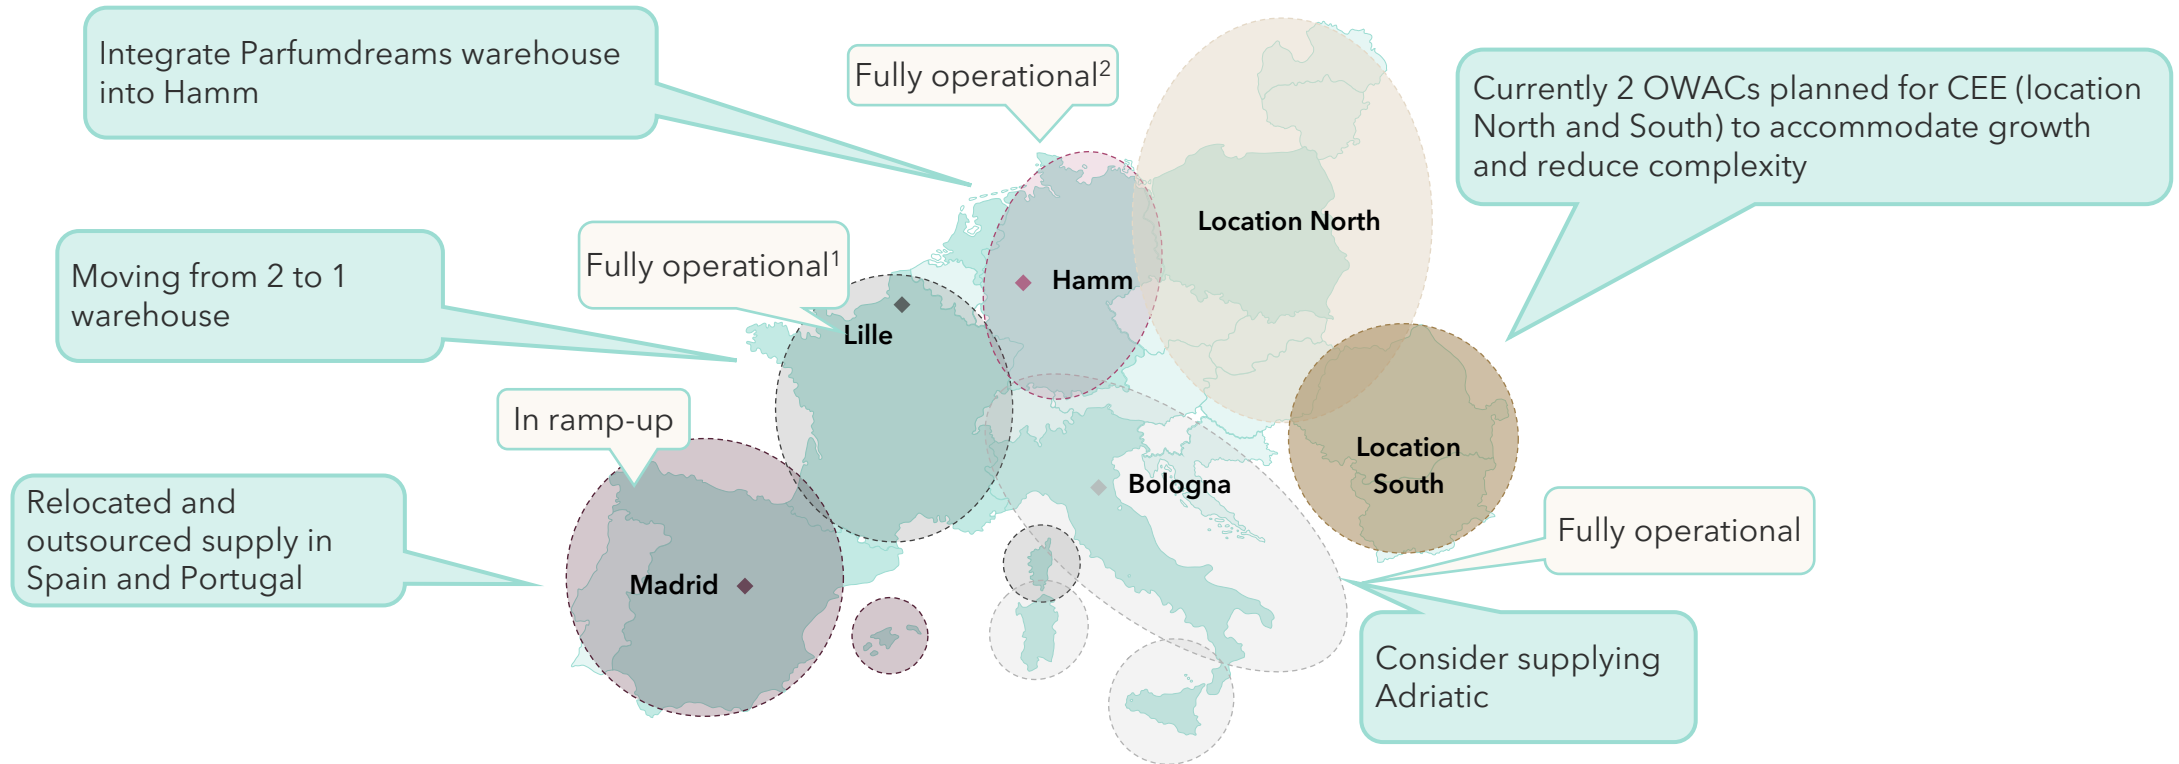 Integrate Parfumdreams warehouse
into Hamm
Fully operational²
Currently 2 OWACs planned for CEE (location
North and South) to accommodate growth
and reduce complexity
Location North
Moving from 2 to 1
warehouse
Fully operational¹
Hamm
Lille
In ramp-up
Location
South
Bologna
Relocated and
outsourced supply in
Spain and Portugal
Fully operational
Madrid
Consider supplying
Adriatic